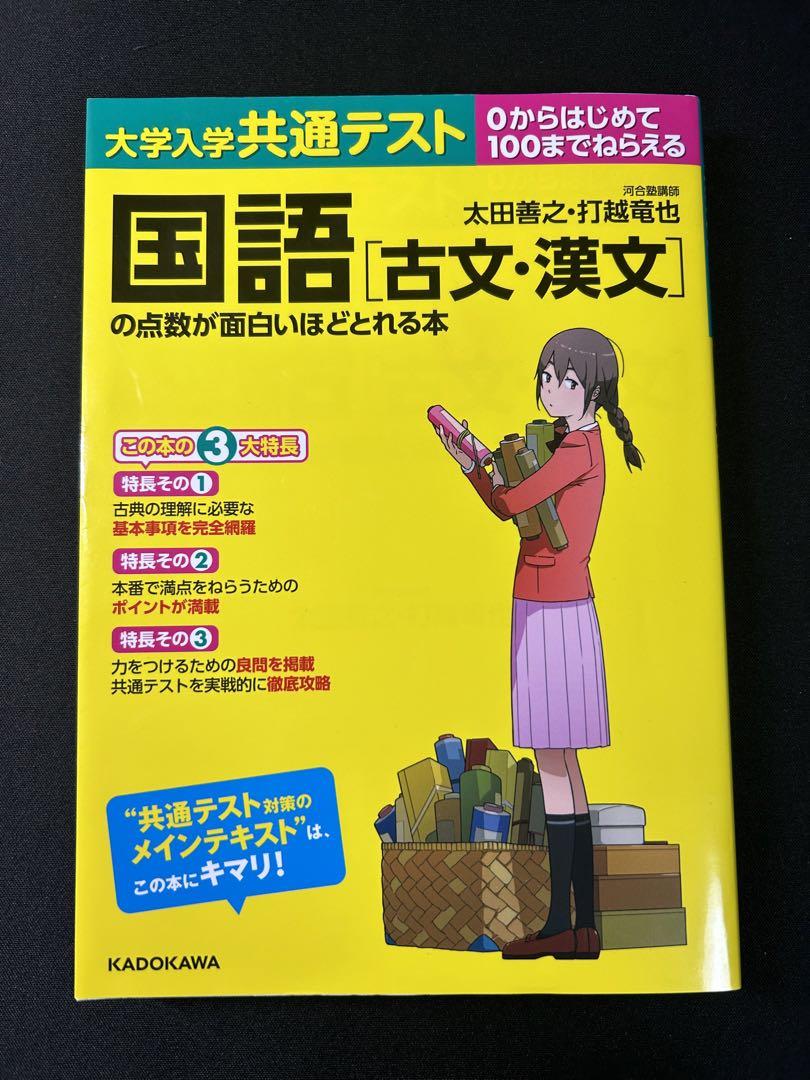 大学入学共通テスト
0からはじめて
100までねらえる
河合塾講師
太田善之・打越竜也
国語[古文・漢文]
の点数が面白いほどとれる本
この本の3大特長
特長その1
古典の理解に必要な
基本事項を完全網羅
特長その2
本番で満点をねらうための
ポイントが満載
特長その3
力をつけるための良問を掲載
共通テストを実戦的に徹底攻略
“共通テスト対策の
メインテキスト”は、
この本にキマリ!
KADOKAWA